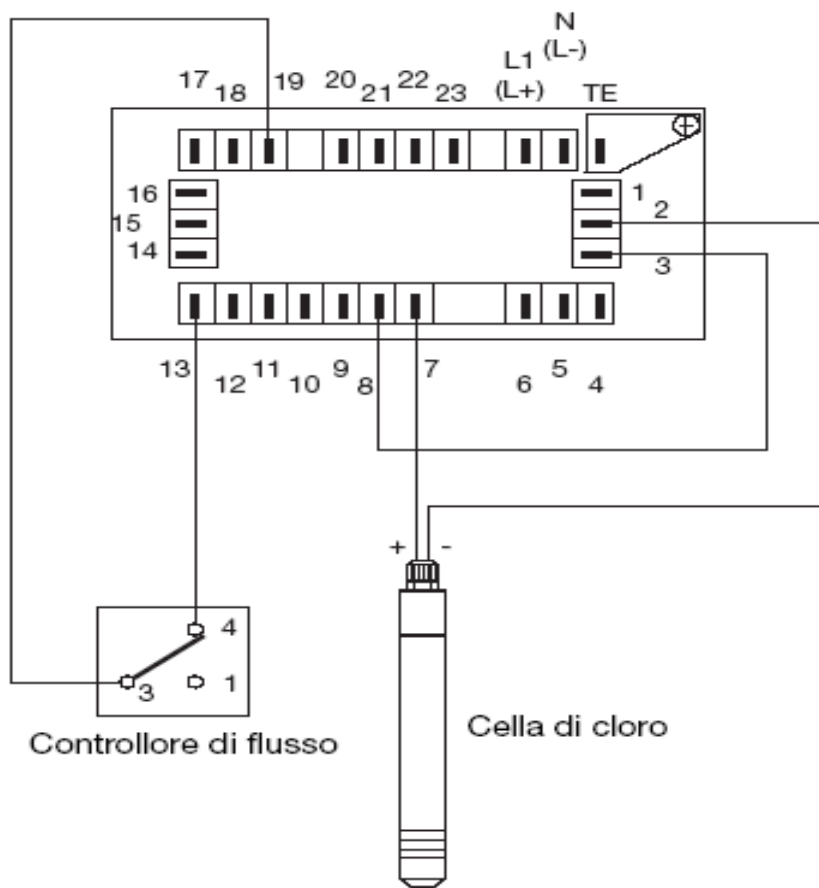 N
L1 (L-)
17 18 19 20 21 22 23 (L+) TE
16 1
15 2
14 3
13 12 11 10 9 8 7 6 5 4
+ -
4
3 1
Controllore di flusso
Cella di cloro